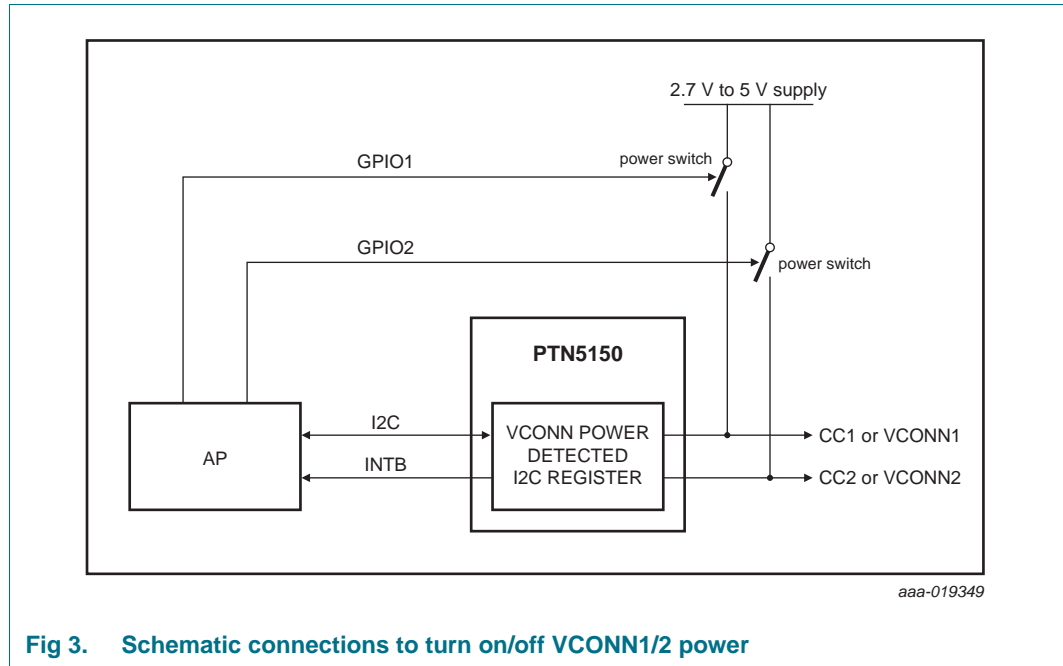 2.7 V to 5 V supply
power switch
GPIO1
GPIO2
power switch
PTN5150
AP
I2C
INTB
VCONN POWER
DETECTED
I2C REGISTER
CC1 or VCONN1
CC2 or VCONN2
aaa-019349
Fig 3. Schematic connections to turn on/off VCONN1/2 power